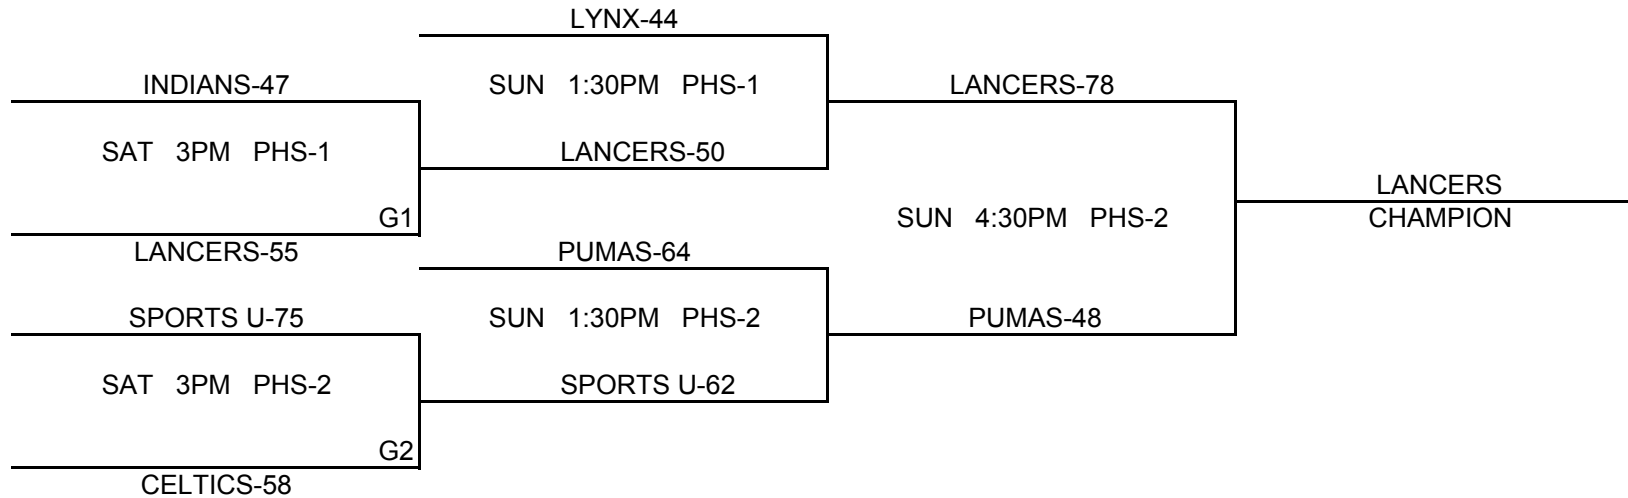 LYNX-44
INDIANS-47
SUN 1:30PM PHS-1
LANCERS-78
SAT 3PM PHS-1
LANCERS-50
LANCERS
G1
SUN 4:30PM PHS-2
CHAMPION
LANCERS-55
PUMAS-64
SPORTS U-75
SUN 1:30PM PHS-2
PUMAS-48
SAT 3PM PHS-2
SPORTS U-62
G2
CELTICS-58